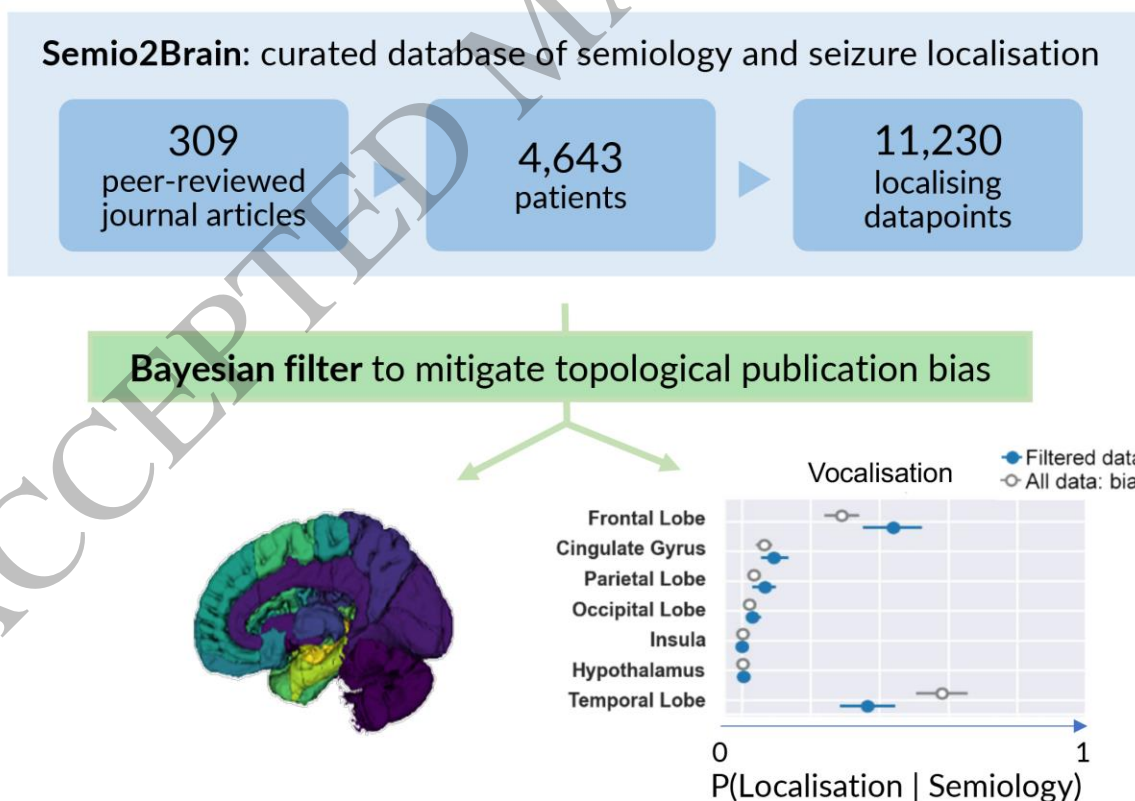 Semio2Brain: curated database of semiology and seizure localisation
309
peer-reviewed
journal articles
4,643
patients
11,230
localising
datapoints
Bayesian filter to mitigate topological publication bias
Vocalisation
Filtered data
All data: bia
Frontal Lobe
Cingulate Gyrus
Parietal Lobe
Occipital Lobe
Insula
Hypothalamus
Temporal Lobe
0
1
P(Localisation | Semiology)
ACCEPTED MA